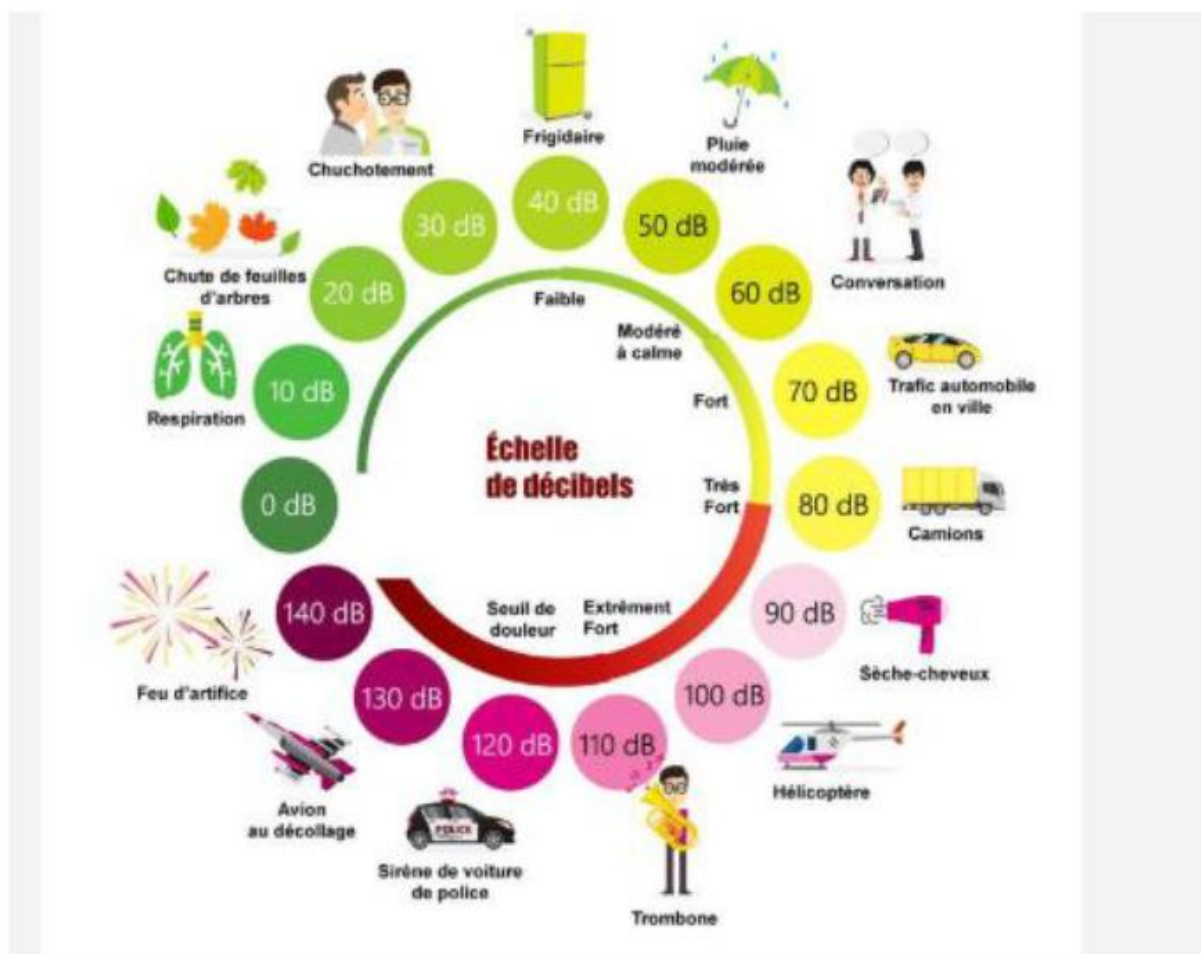 Échelle
de décibels
0 dB
10 dB
Respiration
20 dB
Chute de feuilles
d'arbres
30 dB
Chuchotement
40 dB
Frigidaire
50 dB
Pluie
modérée
60 dB
Conversation
70 dB
Trafic automobile
en ville
80 dB
Camions
90 dB
Sèche-cheveux
100 dB
Hélicoptère
110 dB
Trombone
120 dB
POLICE
Sirène de voiture
de police
130 dB
Avion
au décollage
140 dB
Feu d'artifice
Faible
Modéré
à calme
Fort
Très
Fort
Extrêment
Fort
Seuil de
douleur